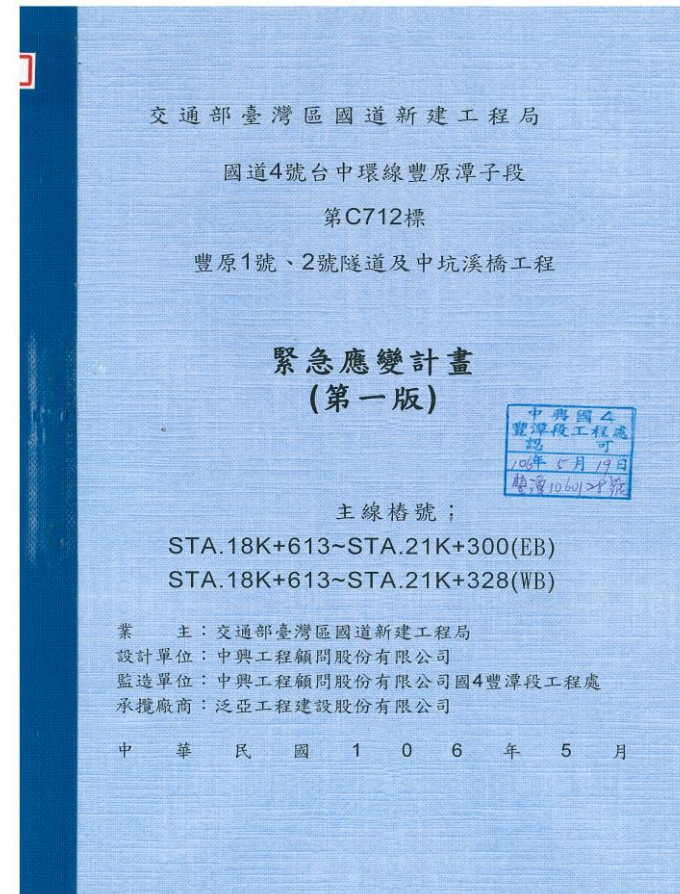 交通部臺灣區國道新建工程局
國道4號台中環線豐原潭子段
第C712標
豐原1號、2號隧道及中坑溪橋工程
緊急應變計畫
(第一版)
中興國4
豐潭段工程處
認可
106年5月19日
主線樁號；
STA.18K+613~STA.21K+300(EB)
STA.18K+613~STA.21K+328(WB)
業主：交通部臺灣區國道新建工程局
設計單位：中興工程顧問股份有限公司
監造單位：中興工程顧問股份有限公司國4豐潭段工程處
承攬廠商：泛亞工程建設股份有限公司
中華民國106年5月